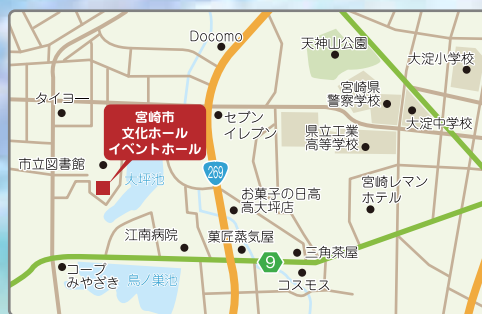 Docomo
天神山公園
大淀小学校
タイヨー
宮崎県
警察学校
宮崎市
文化ホール
イベントホール
セブン
イレブン
大淀中学校
県立工業
高等学校
市立図書館
大坪池
269
お菓子の日高
高大坪店
宮崎レマン
ホテル
江南病院
菓匠蒸気屋
三角茶屋
9
コープ
みやざき
鳥ノ巣池
コスモス